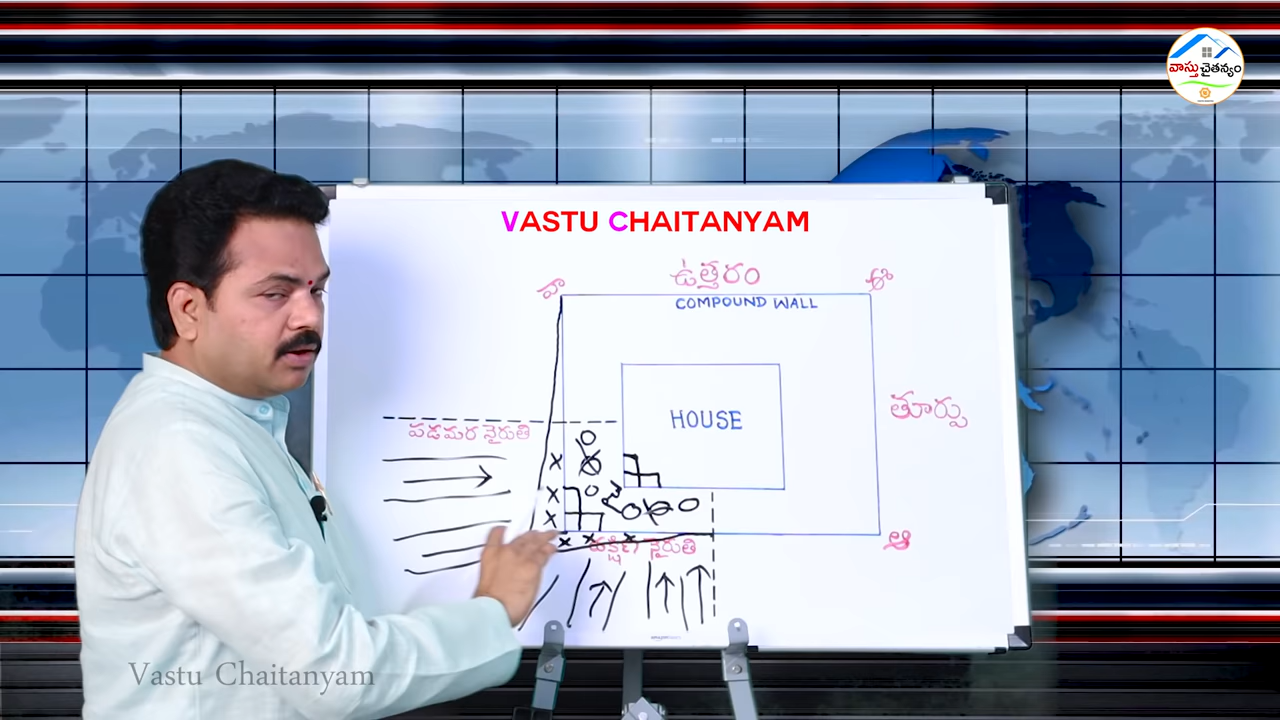 వాస్తు చైతన్యం
VASTU CHAITANYAM
ఉత్తరం
వా
ఈ
COMPOUND WALL
HOUSE
తూర్పు
పడమర నైరుతి
దక్షిణ నైరుతి
ఆ
Vastu Chaitanyam